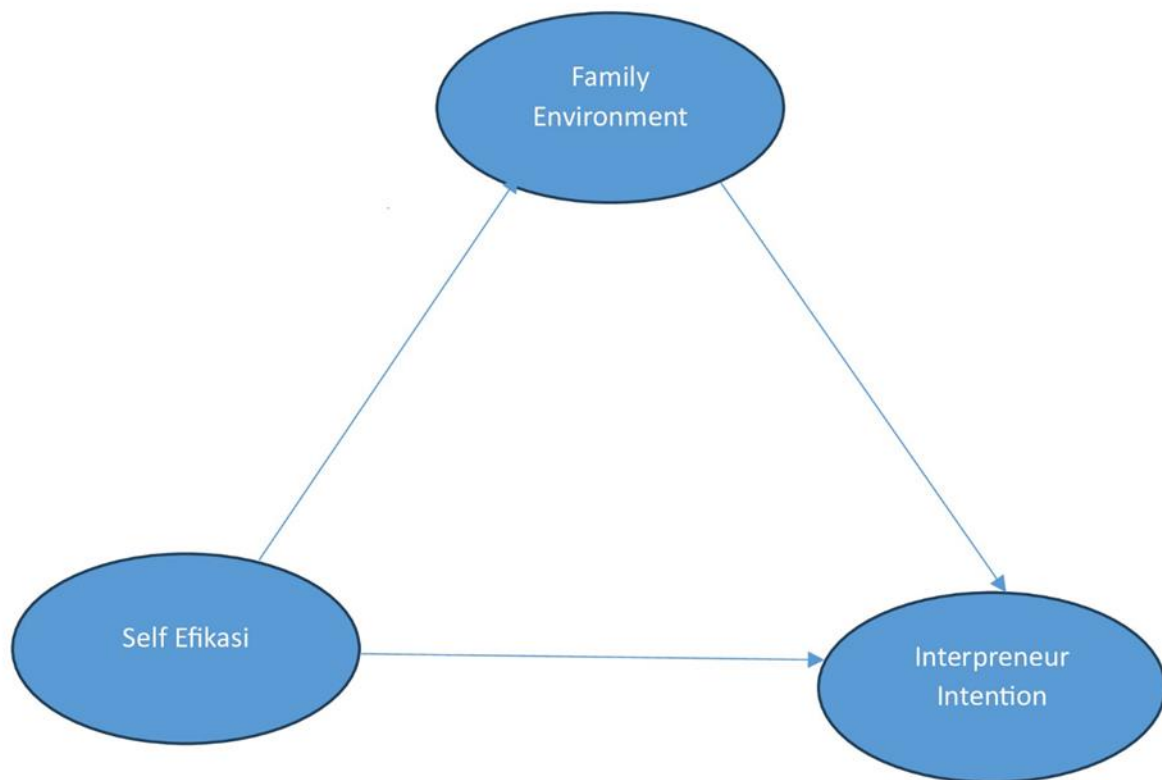 Family
Environment
Self Efikasi
Interpreneur
Intention